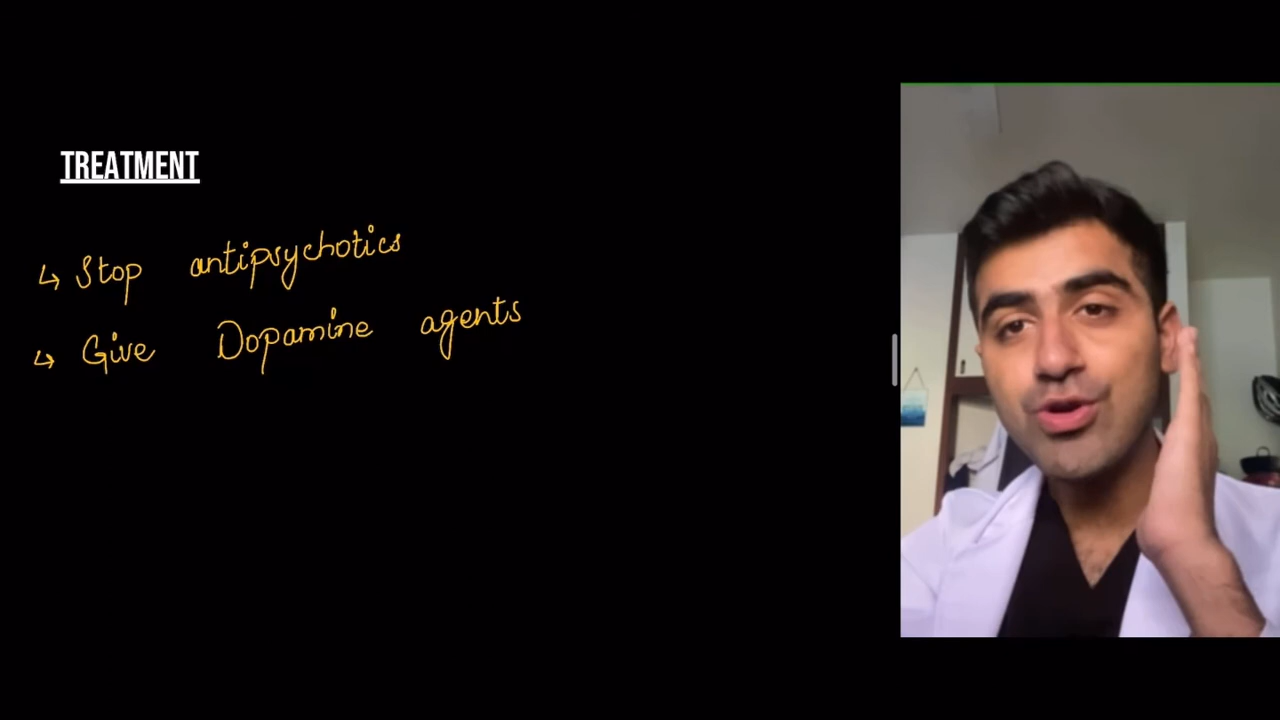 TREATMENT
↳ Stop antipsychotics
↳ Give Dopamine agents